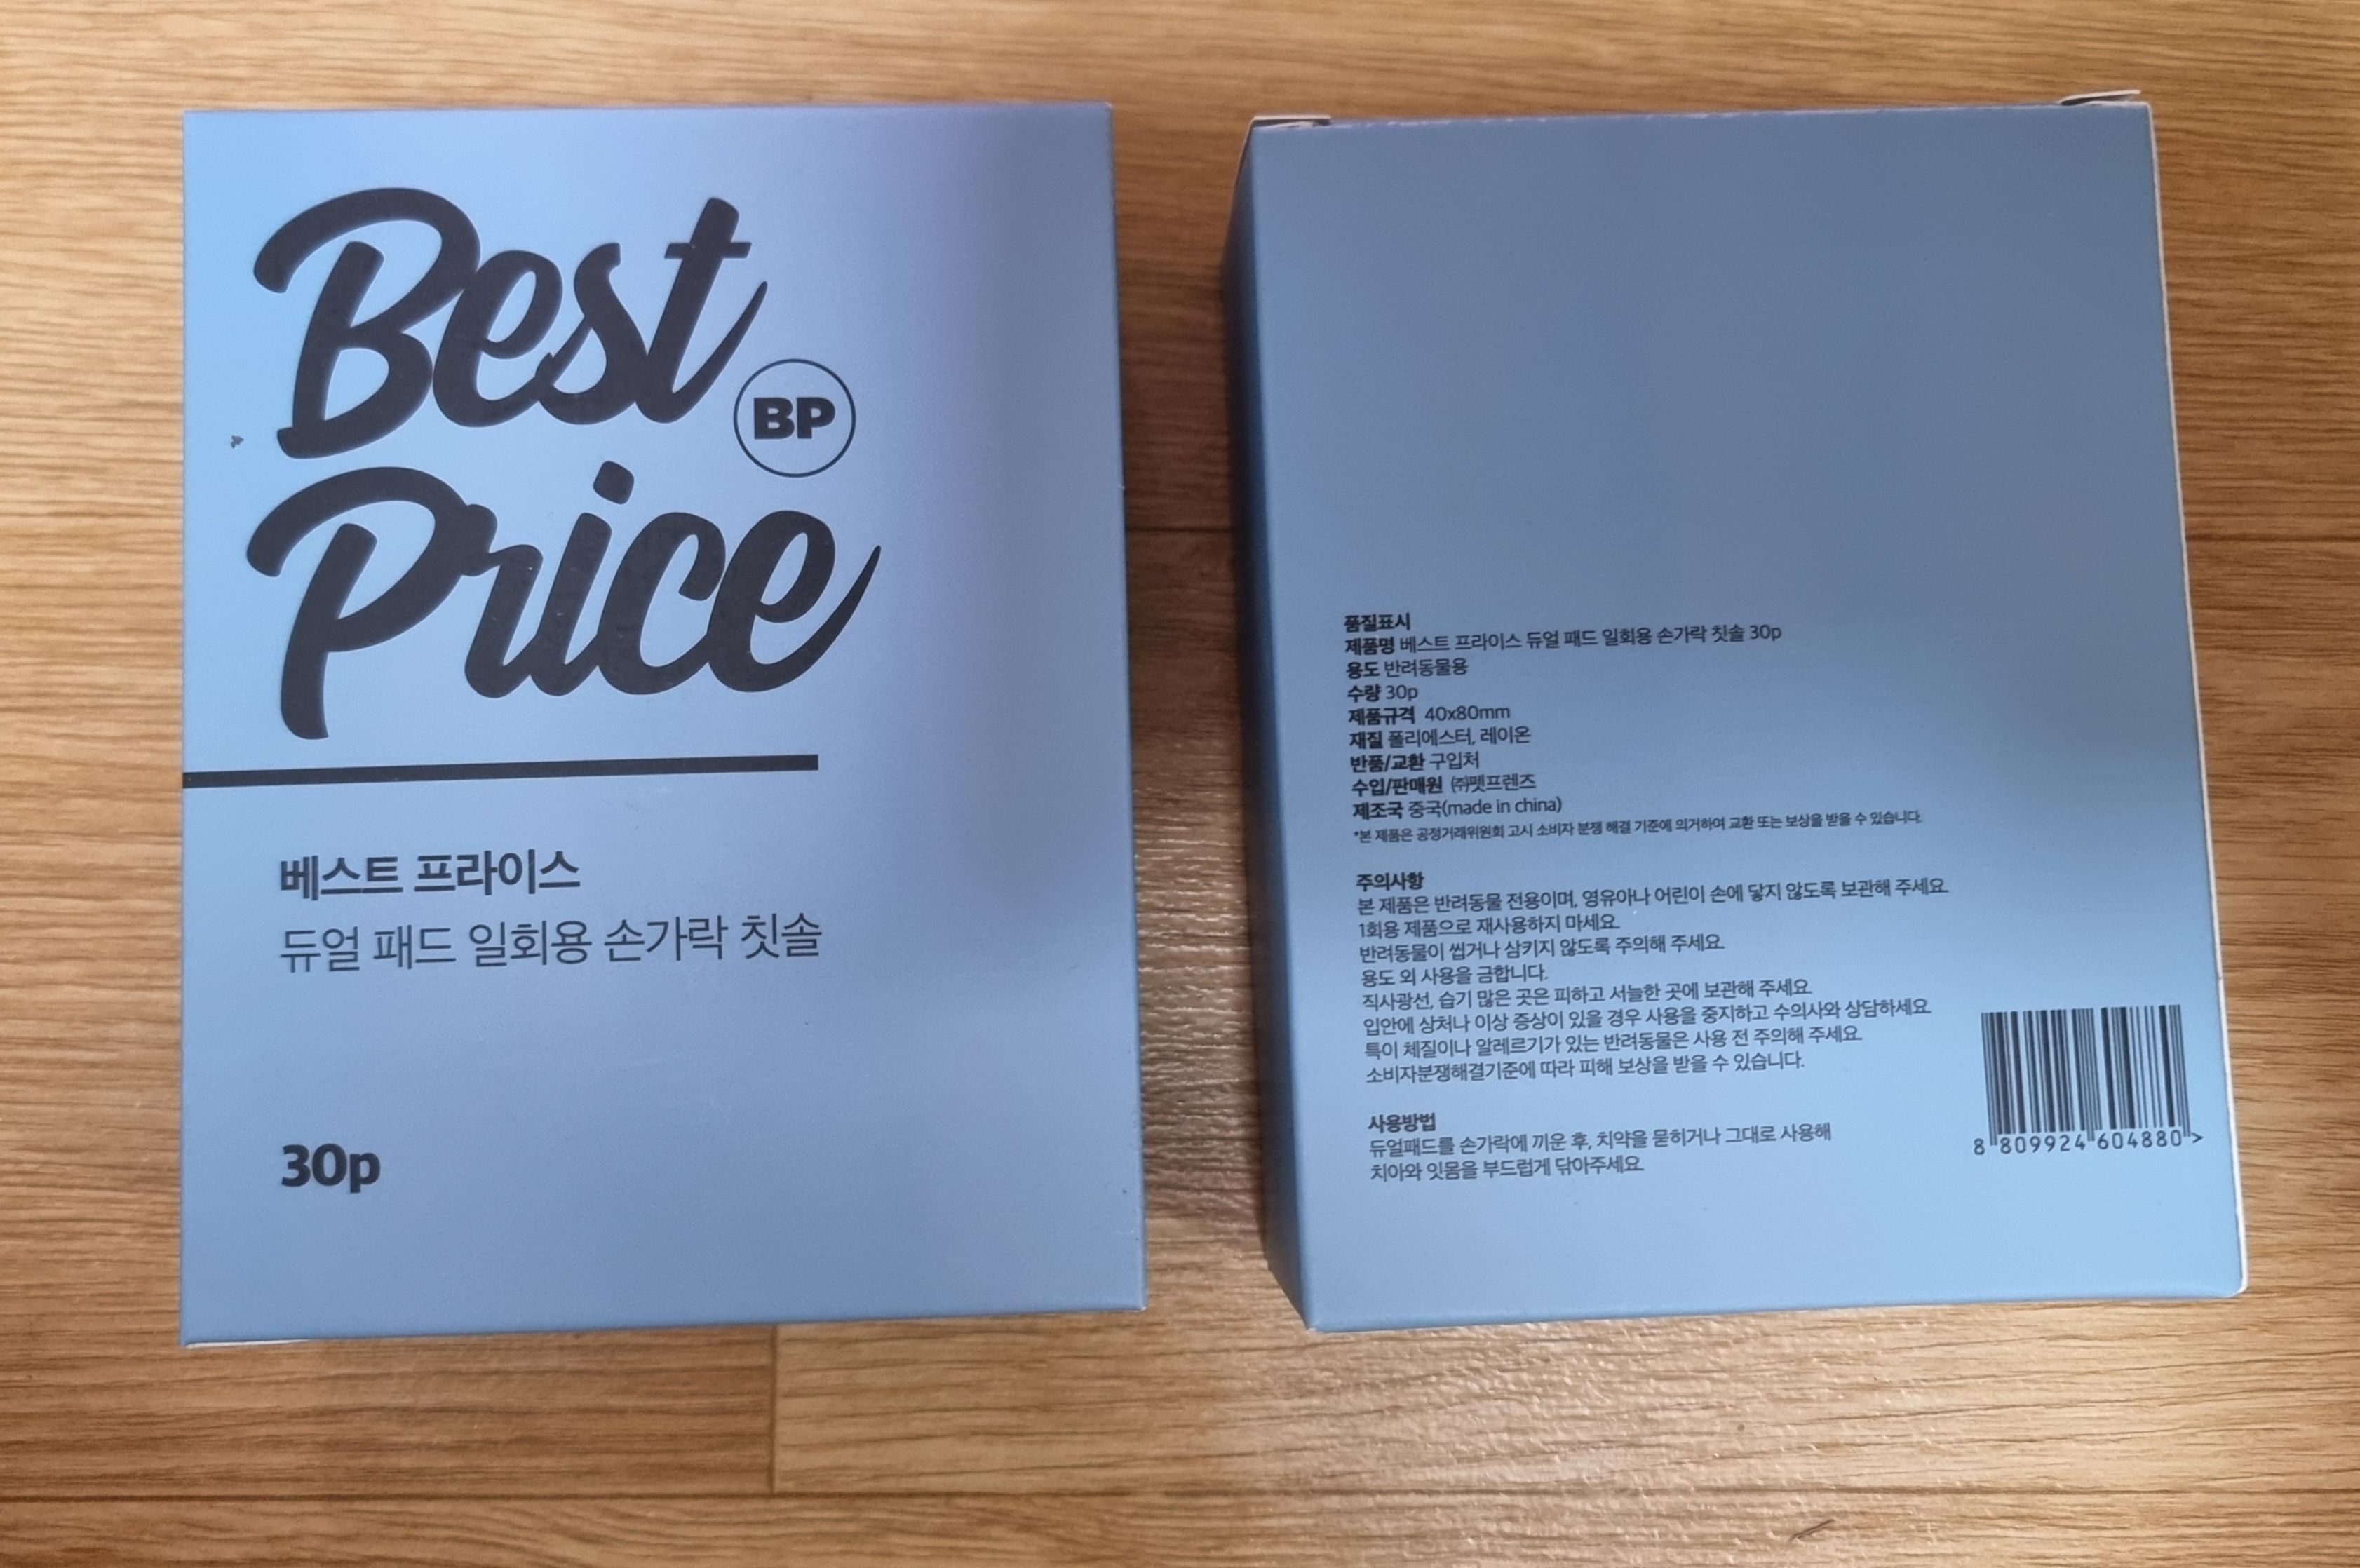 Best
BP
Price
베스트 프라이스
듀얼 패드 일회용 손가락 칫솔
30p
품질표시
제품명 베스트 프라이스 듀얼 패드 일회용 손가락 칫솔 30p
용도 반려동물용
수량 30p
제품규격 40x80mm
재질 폴리에스터, 레이온
반품/교환 구입처
수입/판매원 ㈜펫프렌즈
제조국 중국(made in china)
*본 제품은 공정거래위원회 고시 소비자 분쟁 해결 기준에 의거하여 교환 또는 보상을 받을 수 있습니다.
주의사항
본 제품은 반려동물 전용이며, 영유아나 어린이 손에 닿지 않도록 보관해 주세요.
1회용 제품으로 재사용하지 마세요.
반려동물이 씹거나 삼키지 않도록 주의해 주세요.
용도 외 사용을 금합니다.
직사광선, 습기 많은 곳은 피하고 서늘한 곳에 보관해 주세요.
입안에 상처나 이상 증상이 있을 경우 사용을 중지하고 수의사와 상담하세요.
특이 체질이나 알레르기가 있는 반려동물은 사용 전 주의해 주세요.
소비자분쟁해결기준에 따라 피해 보상을 받을 수 있습니다.
사용방법
듀얼패드를 손가락에 끼운 후, 치약을 묻히거나 그대로 사용해
치아와 잇몸을 부드럽게 닦아주세요.
8 809924 604880 >